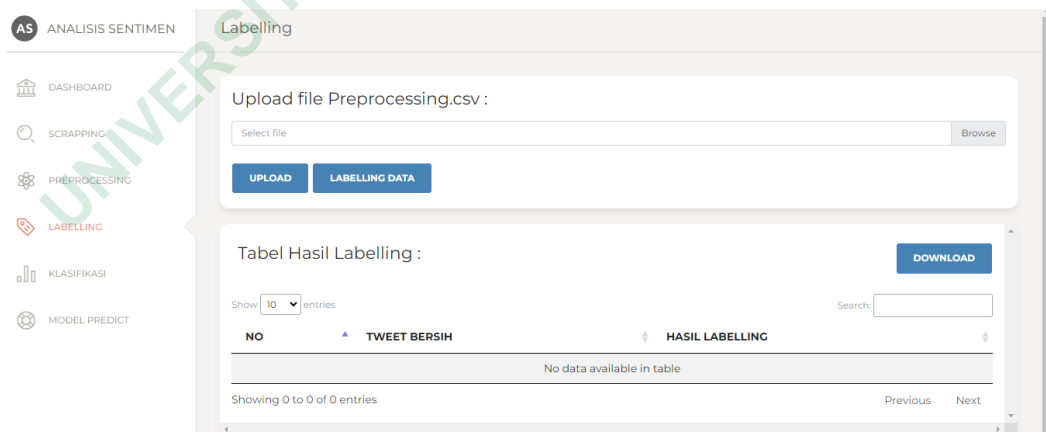 AS ANALISIS SENTIMEN
DASHBOARD
SCRAPPING
PREPROCESSING
LABELLING
KLASIFIKASI
MODEL PREDICT
Labelling
Upload file Preprocessing.csv :
Select file Browse
UPLOAD LABELLING DATA
Tabel Hasil Labelling :
DOWNLOAD
Show 10 entries Search:
NO TWEET BERSIH HASIL LABELLING
No data available in table
Showing 0 to 0 of 0 entries Previous Next